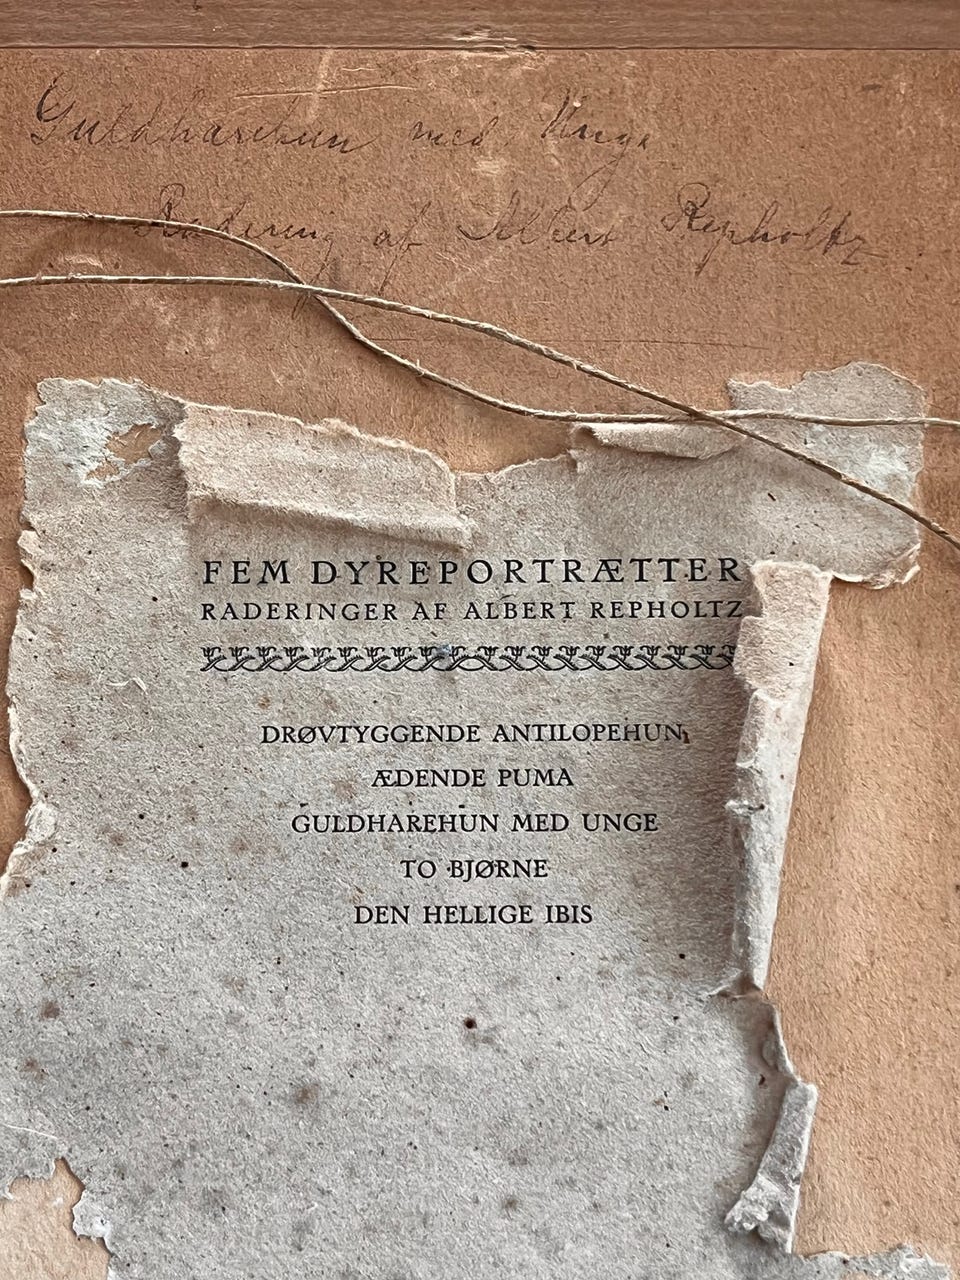 Guldharehun med Unge
Radering af Albert Repholtz
FEM DYREPORTRÆTTER
RADERINGER AF ALBERT REPHOLTZ
DRØVTYGGENDE ANTILOPEHUN
ÆDENDE PUMA
GULDHAREHUN MED UNGE
TO BJØRNE
DEN HELLIGE IBIS